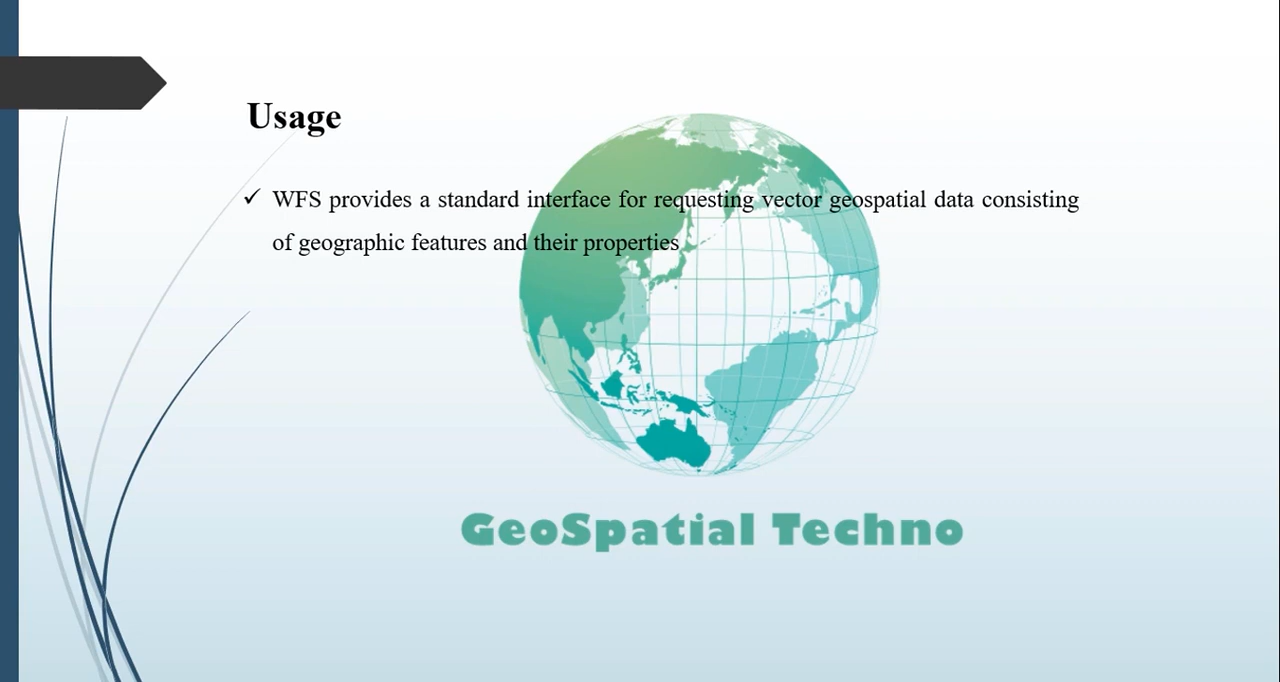 Usage
✓ WFS provides a standard interface for requesting vector geospatial data consisting
of geographic features and their properties
GeoSpatial Techno